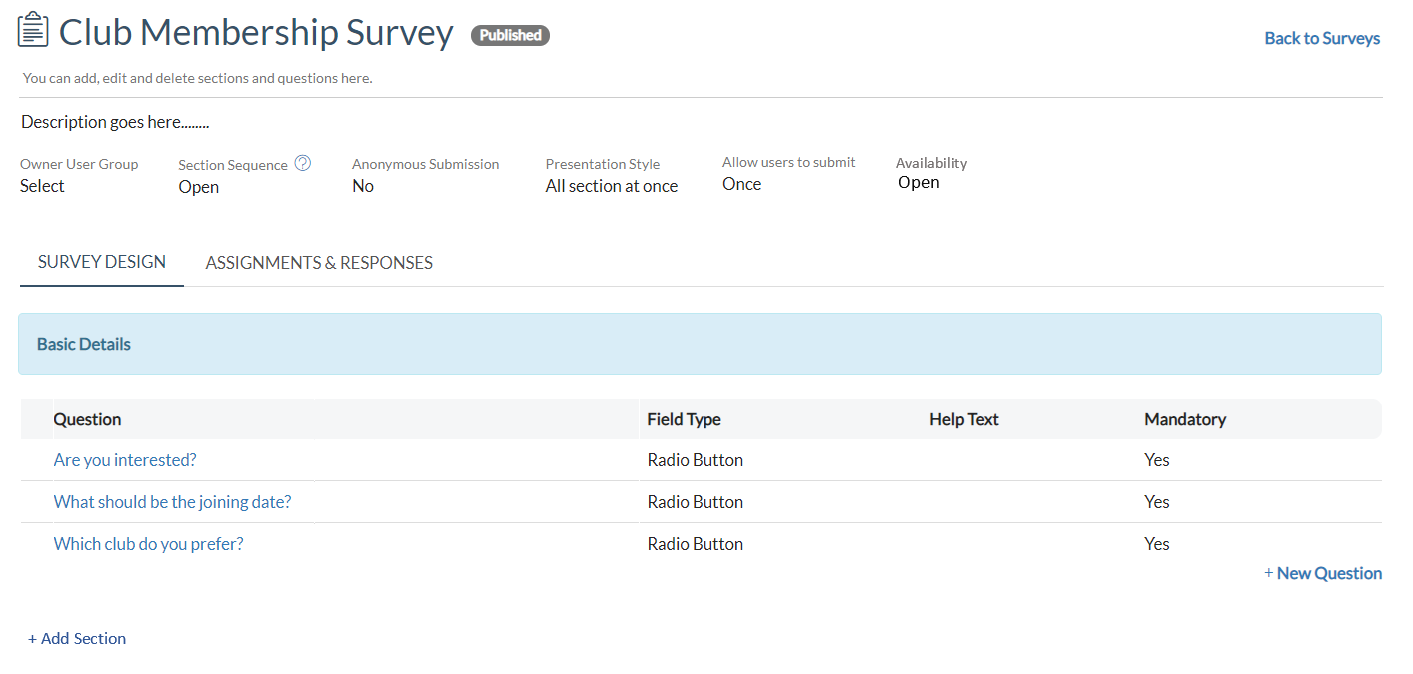 Club Membership Survey Published
Back to Surveys
You can add, edit and delete sections and questions here.
Description goes here........
Owner User Group Section Sequence ? Anonymous Submission Presentation Style Allow users to submit Availability
Select Open No All section at once Once Open
SURVEY DESIGN ASSIGNMENTS & RESPONSES
Basic Details
Question Field Type Help Text Mandatory
Are you interested? Radio Button Yes
What should be the joining date? Radio Button Yes
Which club do you prefer? Radio Button Yes
+ New Question
+ Add Section